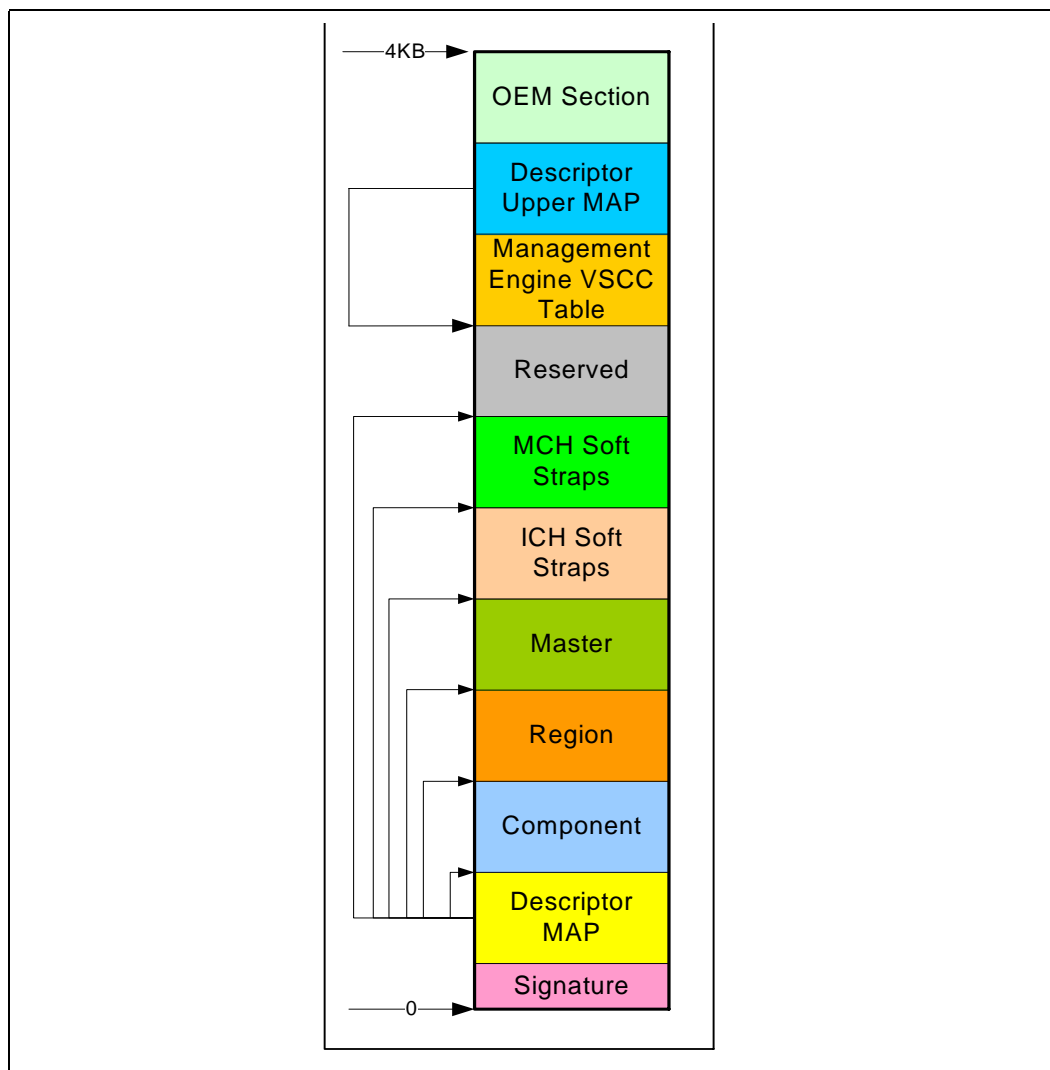 4KB
OEM Section
Descriptor
Upper MAP
Management
Engine VSCC
Table
Reserved
MCH Soft
Straps
ICH Soft
Straps
Master
Region
Component
Descriptor
MAP
Signature
0